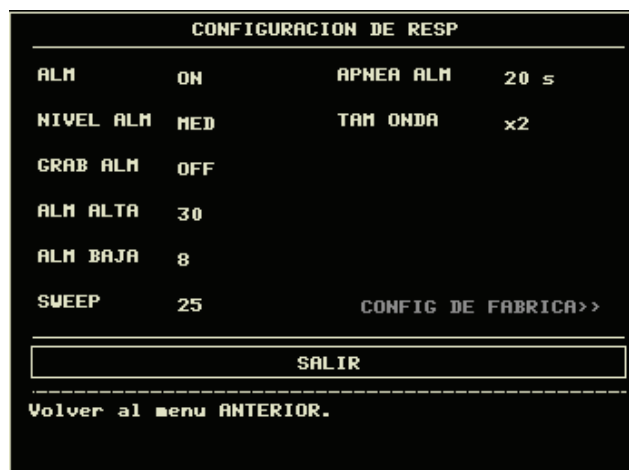 CONFIGURACION DE RESP
ALM ON APNEA ALM 20 s
NIVEL ALM MED TAM ONDA x2
GRAB ALM OFF
ALM ALTA 30
ALM BAJA 8
SWEEP 25 CONFIG DE FABRICA>>
SALIR
Volver al menu ANTERIOR.